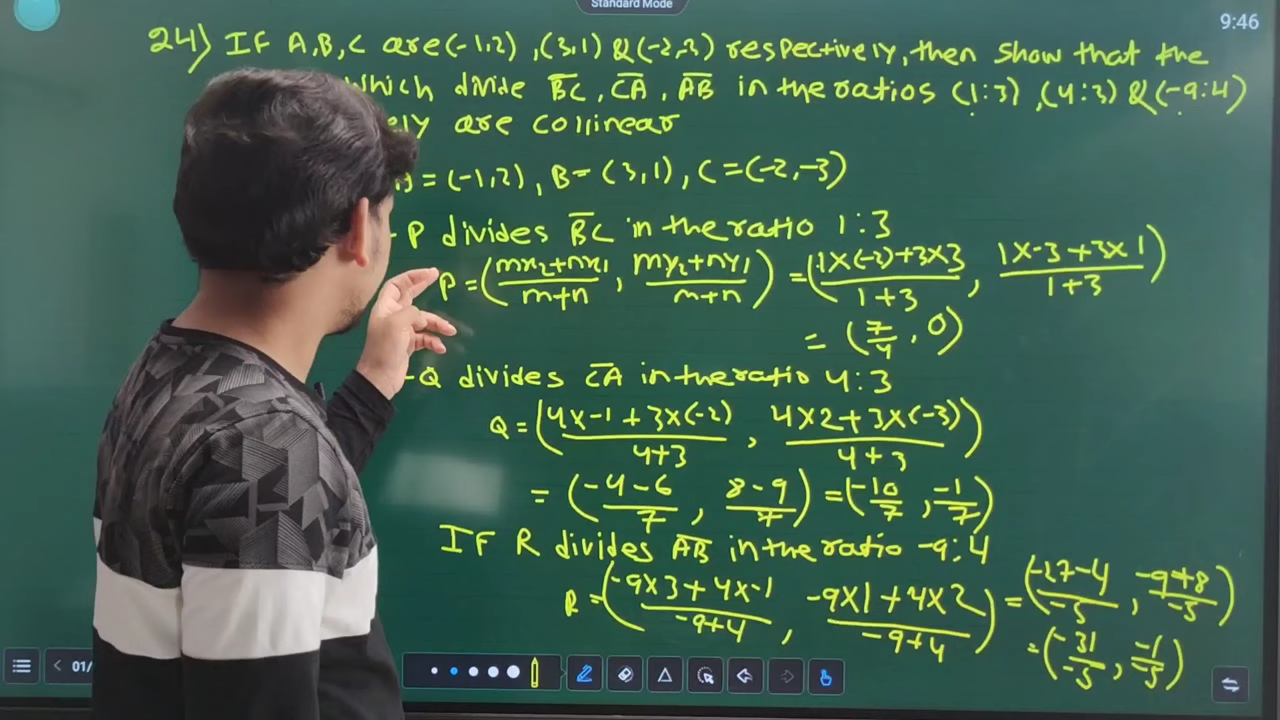 Standard Mode
9:46
24) IF A,B,C are (-1,2) , (3,1) & (-2,-3) respectively, then show that the
which divide BC , CA , AB in the ratios (1:3) , (4:3) & (-9:4)
ely are collinear
= (-1,2) , B = (3,1) , C = (-2,-3)
P divides BC in the ratio 1:3
P = ( mx2+nx1 / m+n , my2+ny1 / m+n ) = ( 1×(-2)+3×3 / 1+3 , 1×-3+3×1 / 1+3 )
= ( 7/4 , 0 )
Q divides CA in the ratio 4:3
Q = ( 4×-1+3×(-2) / 4+3 , 4×2+3×(-3) / 4+3 )
= ( -4-6 / 7 , 8-9 / 7 ) = ( -10/7 , -1/7 )
IF R divides AB in the ratio -9:4
R = ( -9×3+4×-1 / -9+4 , -9×1+4×2 / -9+4 ) = ( -27-4 / -5 , -9+8 / -5 )
= ( -31/-5 , -1/-5 )
01/